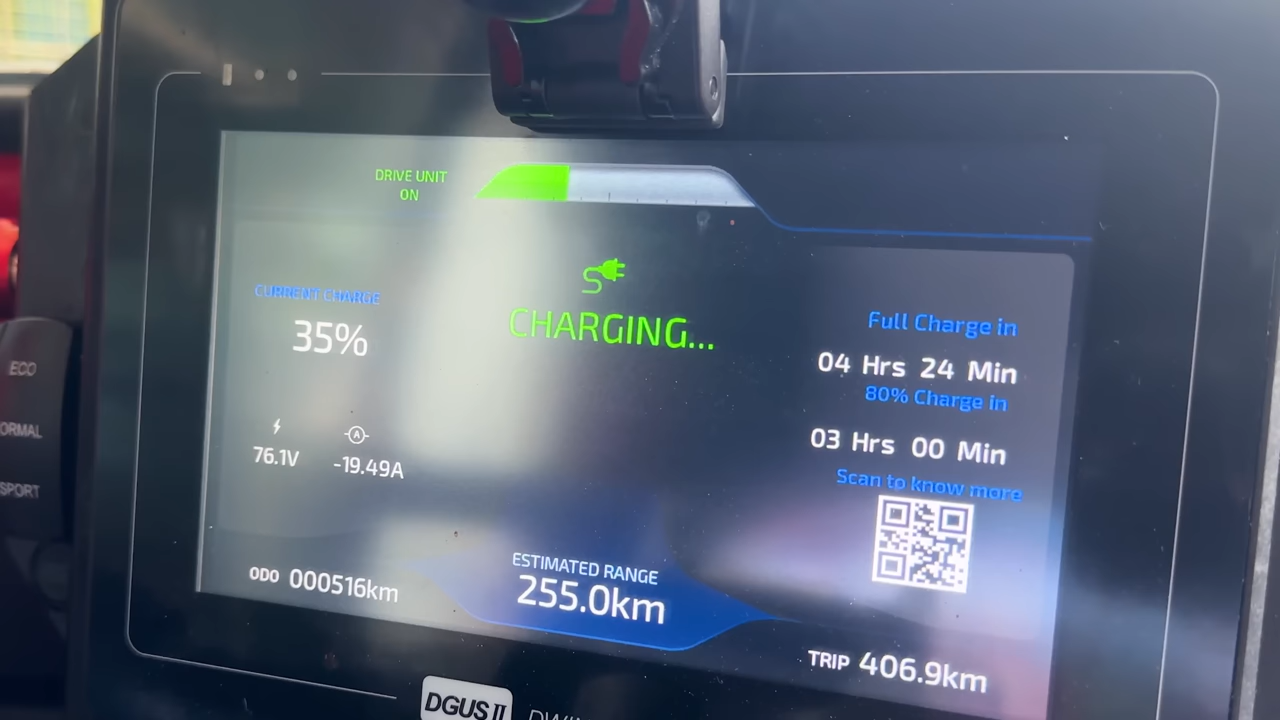 DRIVE UNIT
ON
CURRENT CHARGE
35%
76.1V
A
-19.49A
CHARGING...
Full Charge in
04 Hrs 24 Min
80% Charge in
03 Hrs 00 Min
Scan to know more
ECO
ORMAL
SPORT
ODO 000516km
ESTIMATED RANGE
255.0km
TRIP 406.9km
DGUS II